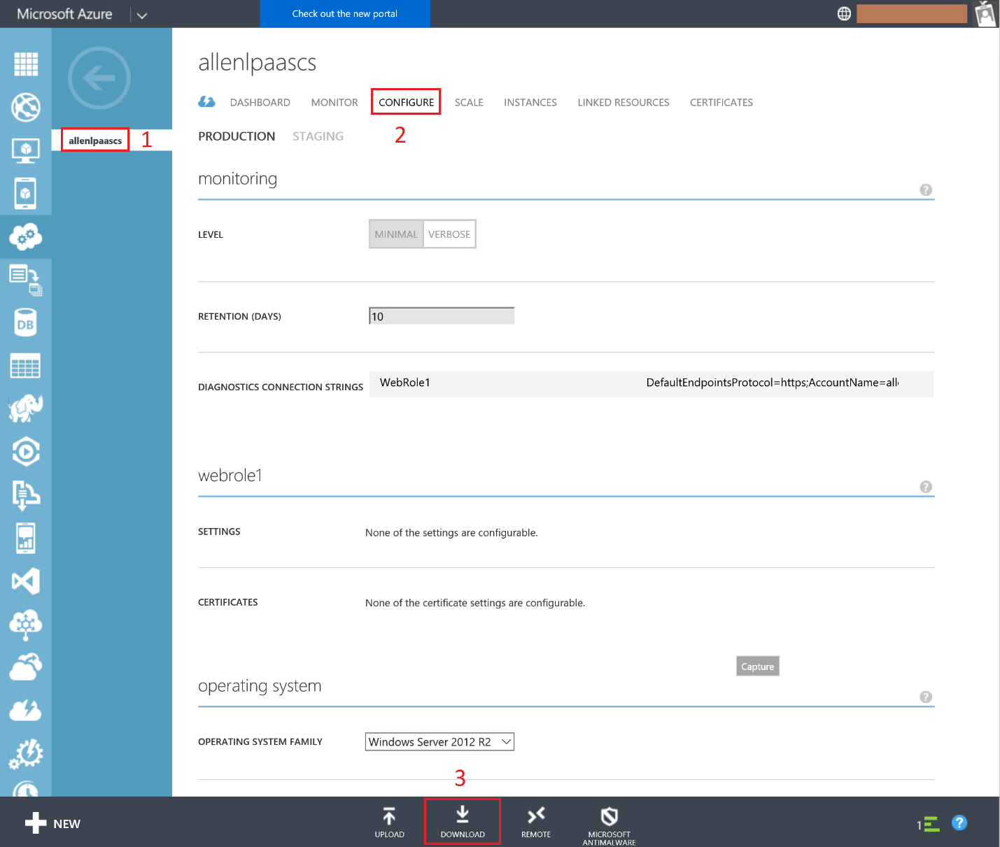 Microsoft Azure
Check out the new portal
allenlpaascs
DASHBOARD MONITOR CONFIGURE SCALE INSTANCES LINKED RESOURCES CERTIFICATES
allenlpaascs 1
PRODUCTION STAGING 2
monitoring
?
LEVEL MINIMAL VERBOSE
RETENTION (DAYS) 10
DB
DIAGNOSTICS CONNECTION STRINGS WebRole1 DefaultEndpointsProtocol=https;AccountName=all
webrole1
?
SETTINGS None of the settings are configurable.
CERTIFICATES None of the certificate settings are configurable.
Capture
operating system
?
OPERATING SYSTEM FAMILY Windows Server 2012 R2
3
NEW
UPLOAD DOWNLOAD REMOTE MICROSOFT
ANTIMALWARE
1
?